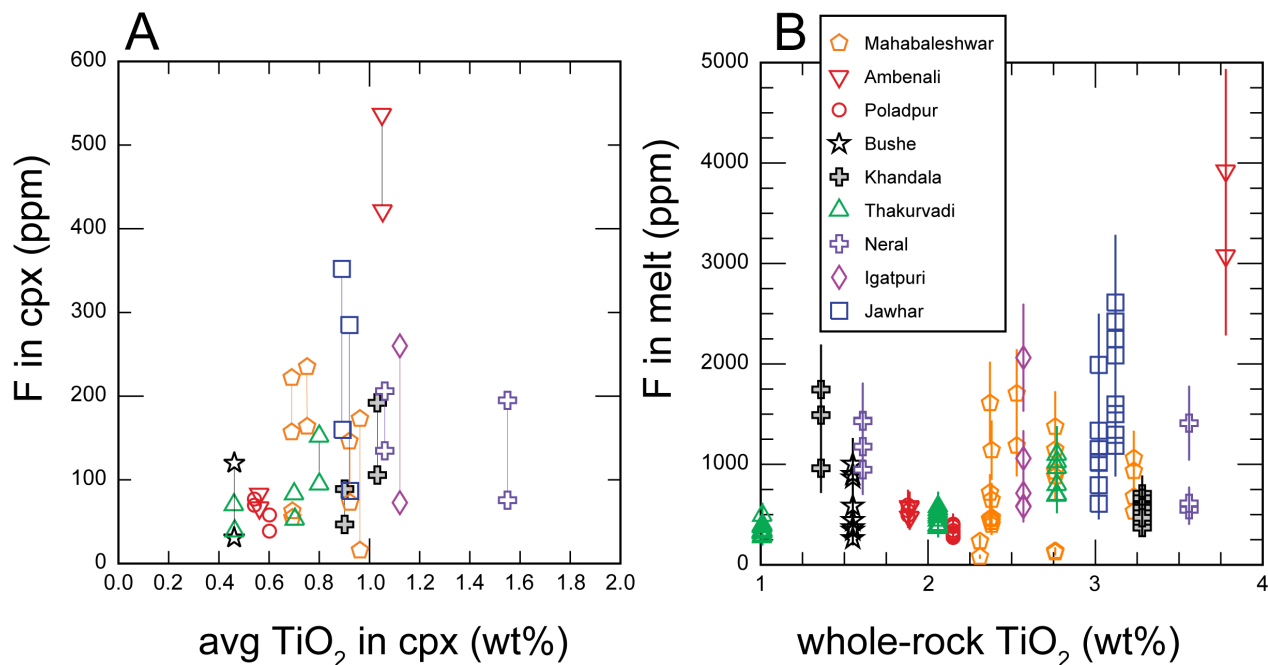 A
B
600
500
400
300
200
100
0
F in cpx (ppm)
0.0 0.2 0.4 0.6 0.8 1.0 1.2 1.4 1.6 1.8 2.0
avg TiO₂ in cpx (wt%)
Mahabaleshwar
Ambenali
Poladpur
Bushe
Khandala
Thakurvadi
Neral
Igatpuri
Jawhar
5000
4000
3000
2000
1000
0
F in melt (ppm)
1 2 3 4
whole-rock TiO₂ (wt%)